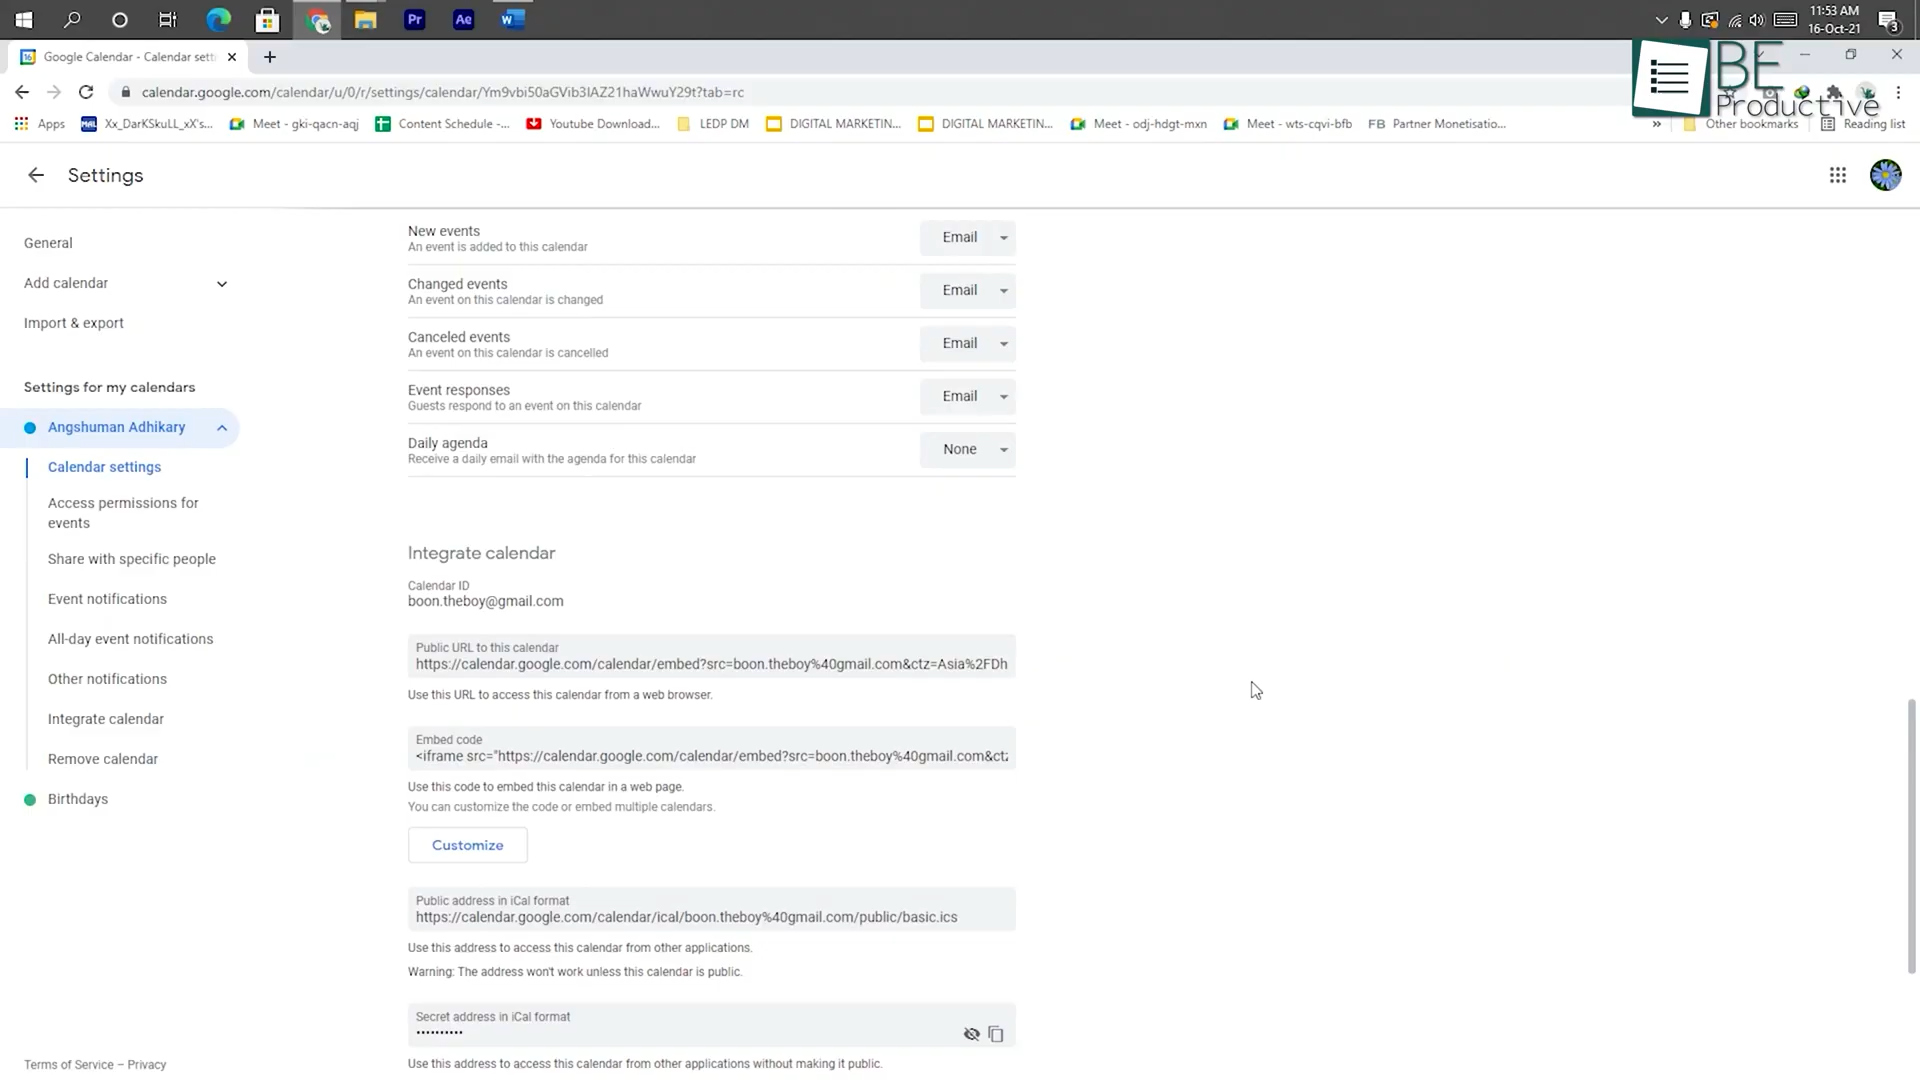 Pr
Ae
W
11:53 AM
16-Oct-21
3
Google Calendar - Calendar sett
BE
Productive
calendar.google.com/calendar/u/0/r/settings/calendar/Ym9vbi50aGVib3lAZ21haWwuY29t?tab=rc
Apps
MAL
Xx_DarKSkuLL_xX's...
Meet - gki-qacn-aqj
Content Schedule -...
Youtube Download...
LEDP DM
DIGITAL MARKETIN...
DIGITAL MARKETIN...
Meet - odj-hdgt-mxn
Meet - wts-cqvi-bfb
FB Partner Monetisatio...
»
Other bookmarks
Reading list
Settings
General
Add calendar
Import & export
Settings for my calendars
Angshuman Adhikary
Calendar settings
Access permissions for
events
Share with specific people
Event notifications
All-day event notifications
Other notifications
Integrate calendar
Remove calendar
Birthdays
Terms of Service – Privacy
New events
An event is added to this calendar
Email
Changed events
An event on this calendar is changed
Email
Canceled events
An event on this calendar is cancelled
Email
Event responses
Guests respond to an event on this calendar
Email
Daily agenda
Receive a daily email with the agenda for this calendar
None
Integrate calendar
Calendar ID
boon.theboy@gmail.com
Public URL to this calendar
https://calendar.google.com/calendar/embed?src=boon.theboy%40gmail.com&ctz=Asia%2FDh
Use this URL to access this calendar from a web browser.
Embed code
<iframe src="https://calendar.google.com/calendar/embed?src=boon.theboy%40gmail.com&ctz
Use this code to embed this calendar in a web page.
You can customize the code or embed multiple calendars.
Customize
Public address in iCal format
https://calendar.google.com/calendar/ical/boon.theboy%40gmail.com/public/basic.ics
Use this address to access this calendar from other applications.
Warning: The address won't work unless this calendar is public.
Secret address in iCal format
••••••••••
Use this address to access this calendar from other applications without making it public.